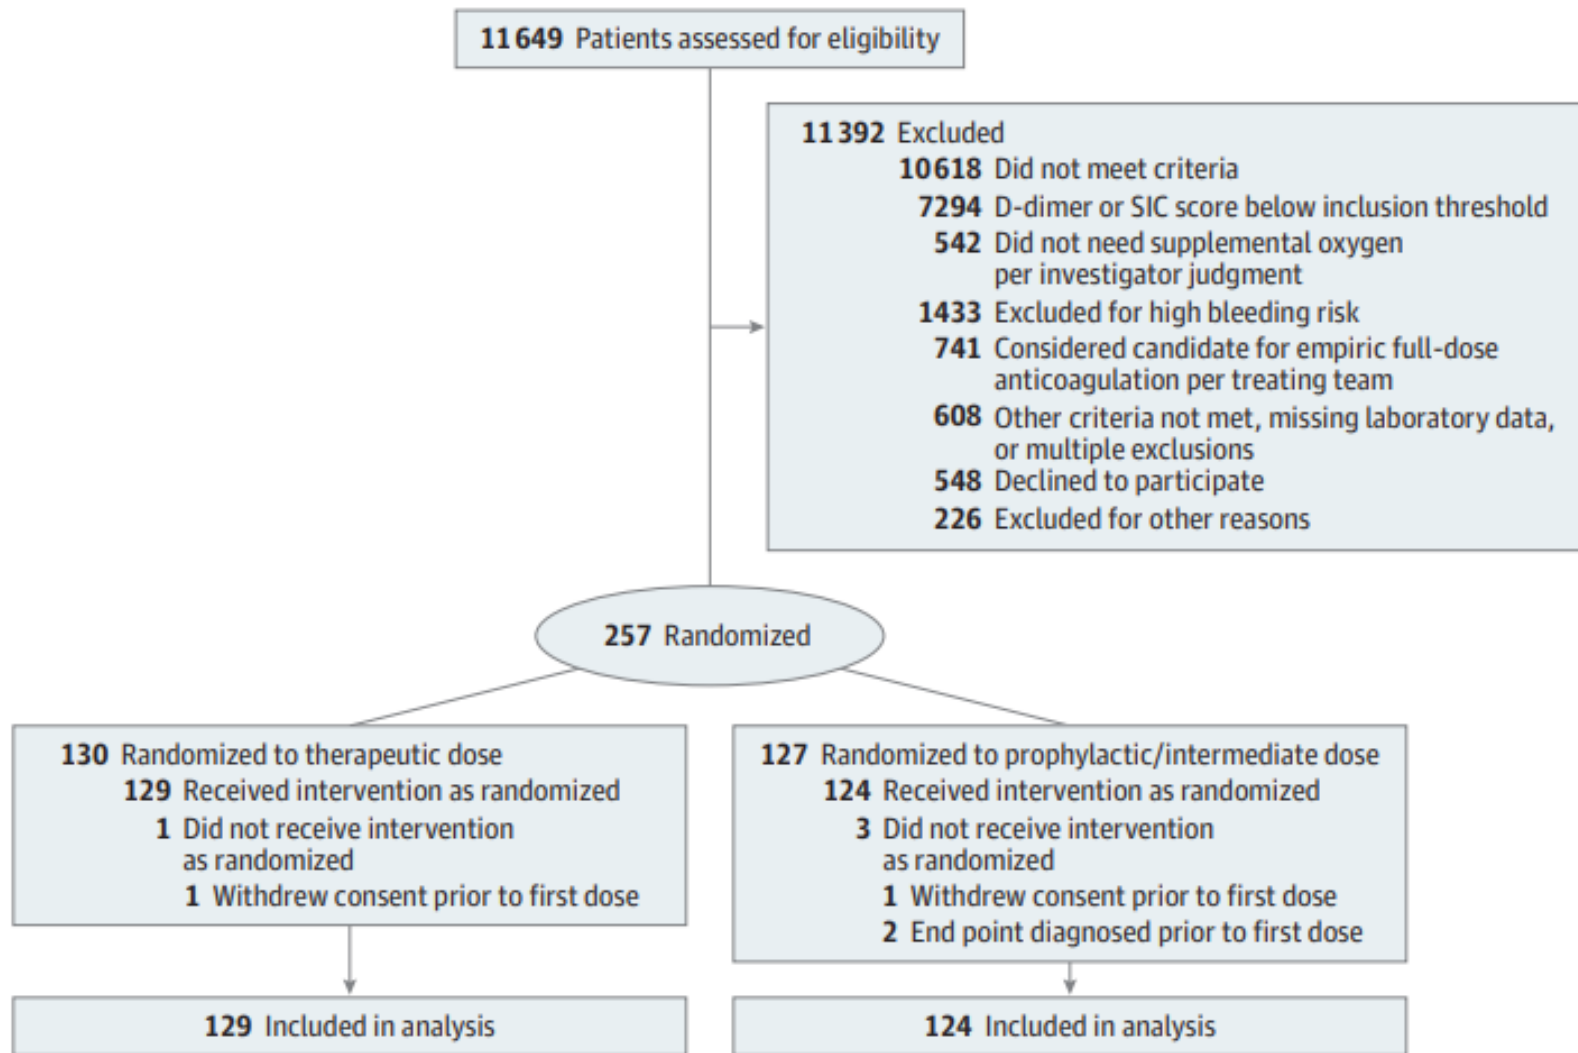 11 649 Patients assessed for eligibility
11 392 Excluded
10 618 Did not meet criteria
7294 D-dimer or SIC score below inclusion threshold
542 Did not need supplemental oxygen
per investigator judgment
1433 Excluded for high bleeding risk
741 Considered candidate for empiric full-dose
anticoagulation per treating team
608 Other criteria not met, missing laboratory data,
or multiple exclusions
548 Declined to participate
226 Excluded for other reasons
257 Randomized
130 Randomized to therapeutic dose
129 Received intervention as randomized
1 Did not receive intervention
as randomized
1 Withdrew consent prior to first dose
127 Randomized to prophylactic/intermediate dose
124 Received intervention as randomized
3 Did not receive intervention
as randomized
1 Withdrew consent prior to first dose
2 End point diagnosed prior to first dose
129 Included in analysis
124 Included in analysis